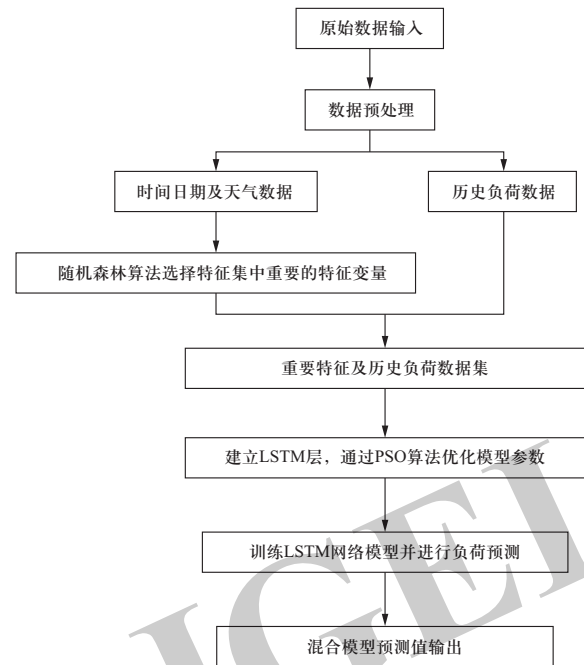 原始数据输入
数据预处理
时间日期及天气数据
历史负荷数据
随机森林算法选择特征集中重要的特征变量
重要特征及历史负荷数据集
建立LSTM层，通过PSO算法优化模型参数
训练LSTM网络模型并进行负荷预测
混合模型预测值输出